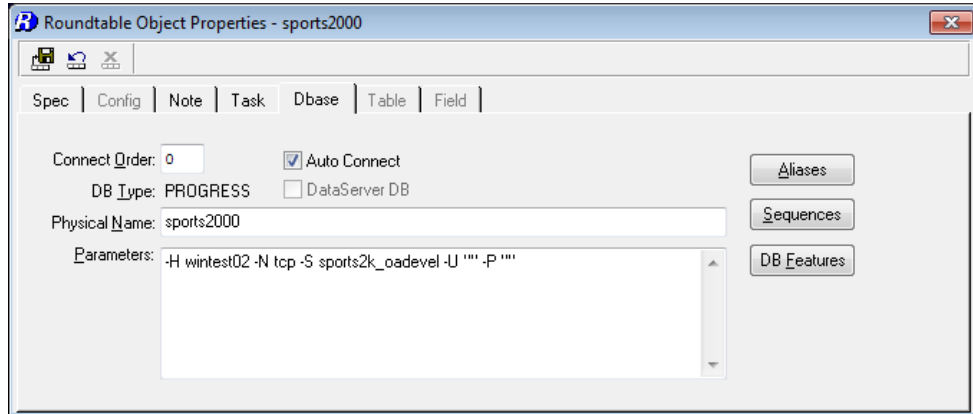 Roundtable Object Properties - sports2000
Spec Config Note Task Dbase Table Field
Connect Order: 0 Auto Connect Aliases
DB Type: PROGRESS DataServer DB
Physical Name: sports2000 Sequences
Parameters: -H wintest02 -N tcp -S sports2k_oadevel -U """ -P """ DB Features